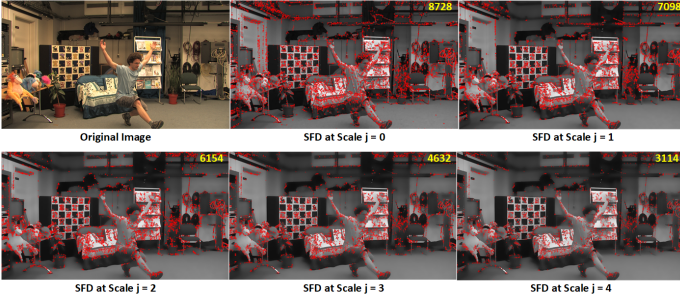 8728
7098
Original Image
SFD at Scale j = 0
SFD at Scale j = 1
6154
4632
3114
SFD at Scale j = 2
SFD at Scale j = 3
SFD at Scale j = 4